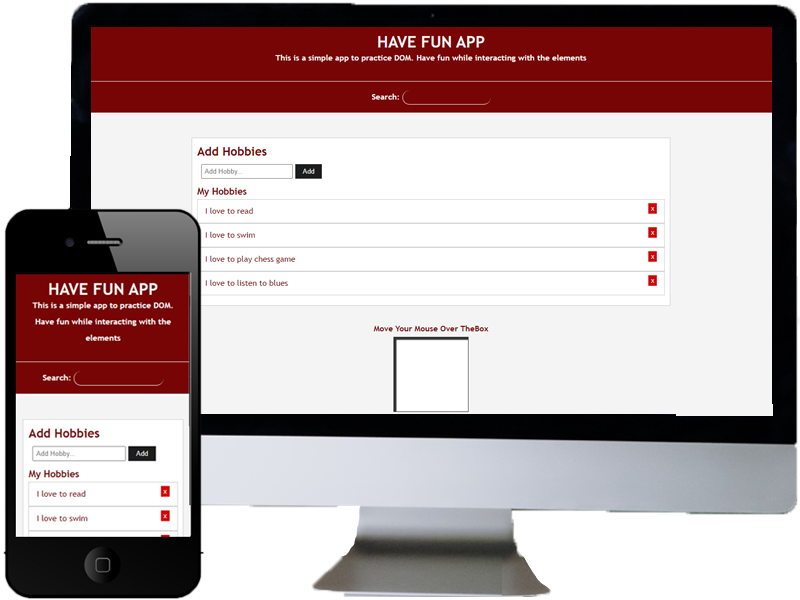 HAVE FUN APP
This is a simple app to practice DOM. Have fun while interacting with the elements
Search:
Add Hobbies
Add Hobby...
Add
My Hobbies
I love to read
x
I love to swim
x
I love to play chess game
x
I love to listen to blues
x
Move Your Mouse Over TheBox
HAVE FUN APP
This is a simple app to practice DOM.
Have fun while interacting with the
elements
Search:
Add Hobbies
Add Hobby...
Add
My Hobbies
I love to read
x
I love to swim
x